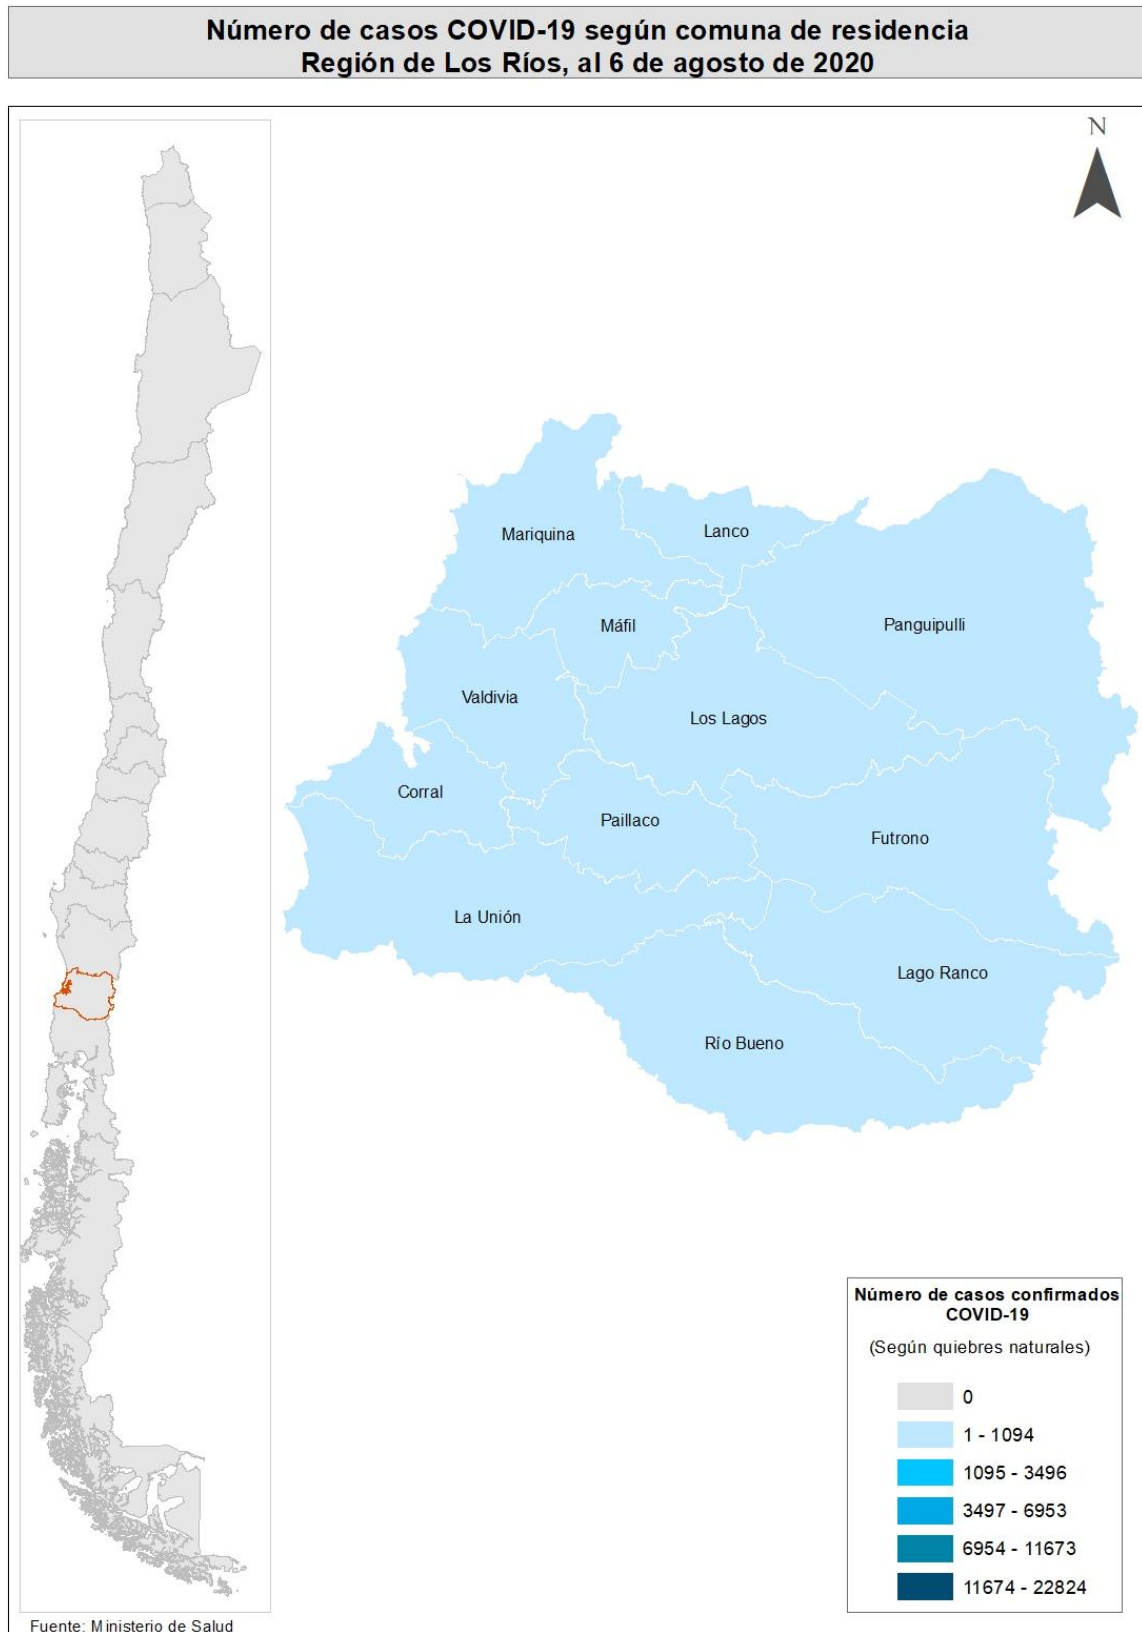 Número de casos COVID-19 según comuna de residencia
Región de Los Ríos, al 6 de agosto de 2020
N
Mariquina
Lanco
Máfil
Panguipulli
Valdivia
Los Lagos
Corral
Paillaco
Futrono
La Unión
Lago Ranco
Río Bueno
Número de casos confirmados
COVID-19
(Según quiebres naturales)
0
1 - 1094
1095 - 3496
3497 - 6953
6954 - 11673
11674 - 22824
Fuente: Ministerio de Salud